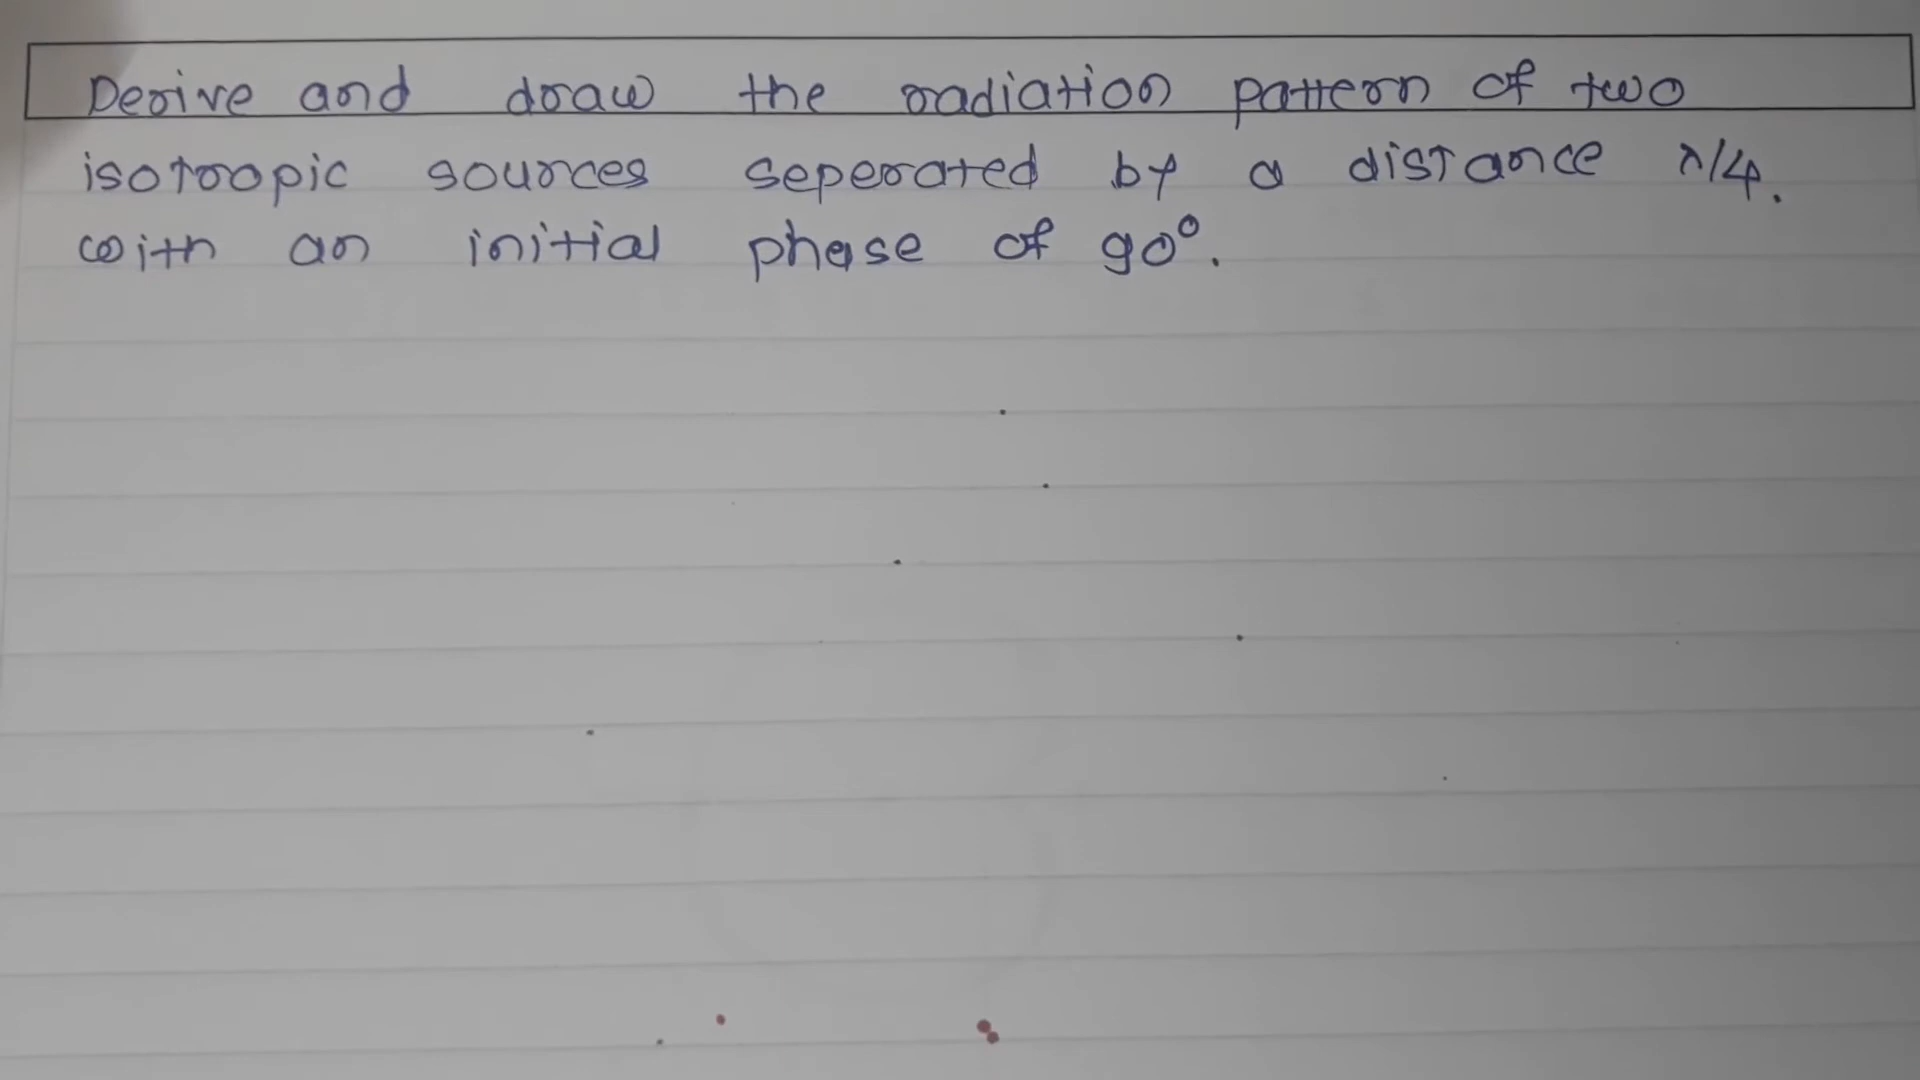 Derive and draw the radiation pattern of two
isotropic sources seperated by a distance λ/4.
with an initial phase of 90°.